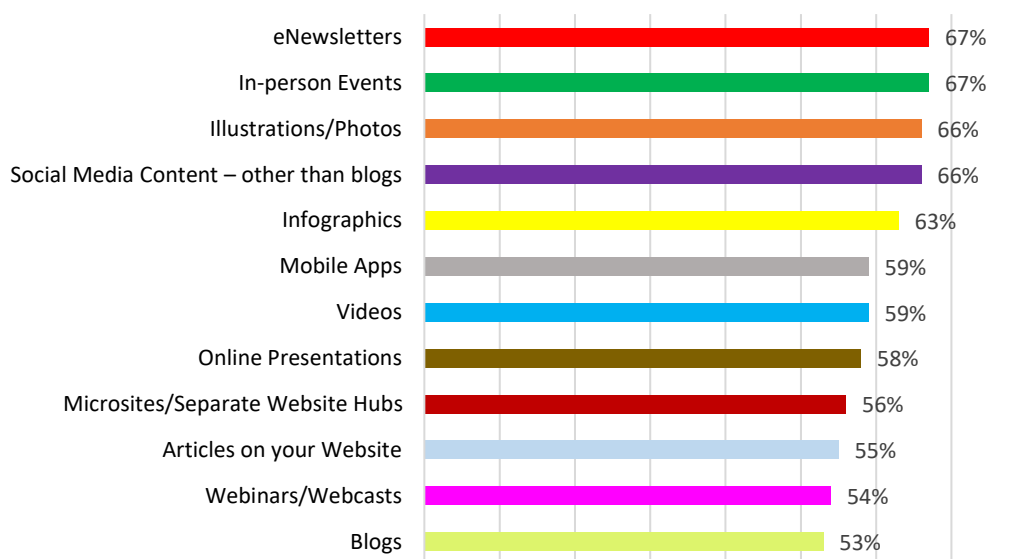 eNewsletters 67%
In-person Events 67%
Illustrations/Photos 66%
Social Media Content – other than blogs 66%
Infographics 63%
Mobile Apps 59%
Videos 59%
Online Presentations 58%
Microsites/Separate Website Hubs 56%
Articles on your Website 55%
Webinars/Webcasts 54%
Blogs 53%